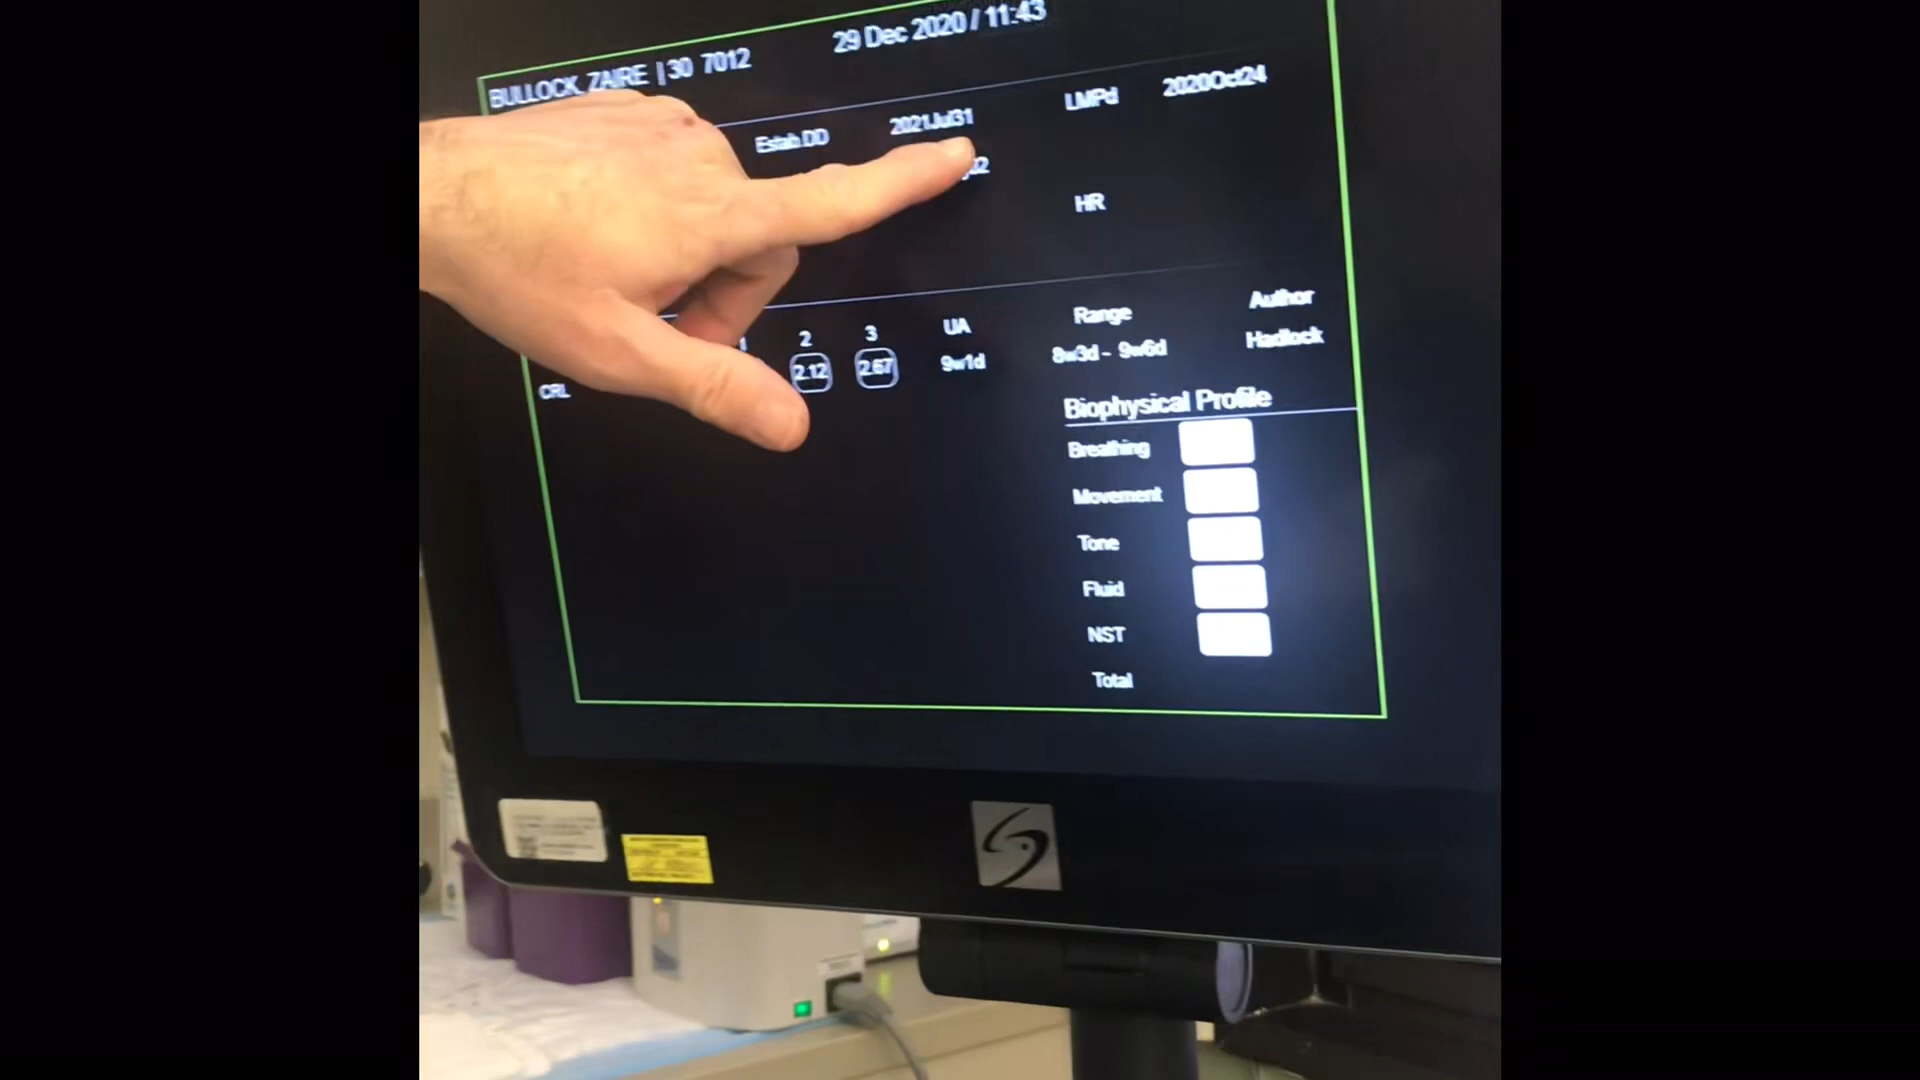 BULLOCK, ZAIRE | 30 7012 29 Dec 2020 / 11:43
Estab.DD 2021Jul31 LMPd 2020Oct24
HR
1 2 3 UA Range Author
CRL 2.12 2.67 9w1d 8w3d - 9w6d Hadlock
Biophysical Profile
Breathing
Movement
Tone
Fluid
NST
Total